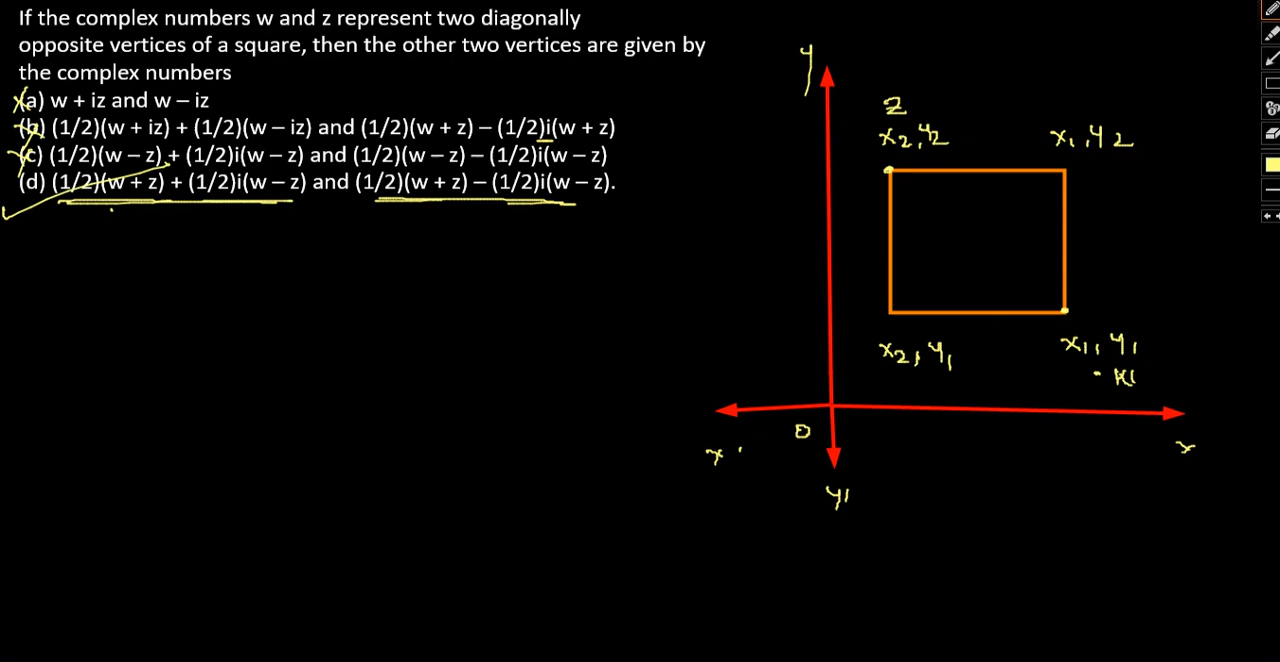 If the complex numbers w and z represent two diagonally
opposite vertices of a square, then the other two vertices are given by
the complex numbers
(a) w + iz and w – iz
(b) (1/2)(w + iz) + (1/2)(w – iz) and (1/2)(w + z) – (1/2)i(w + z)
(c) (1/2)(w – z) + (1/2)i(w – z) and (1/2)(w – z) – (1/2)i(w – z)
(d) (1/2)(w + z) + (1/2)i(w – z) and (1/2)(w + z) – (1/2)i(w – z).
y
z
x2,y2
x1,y2
x2,y1
x1,y1
0
x'
x
y1